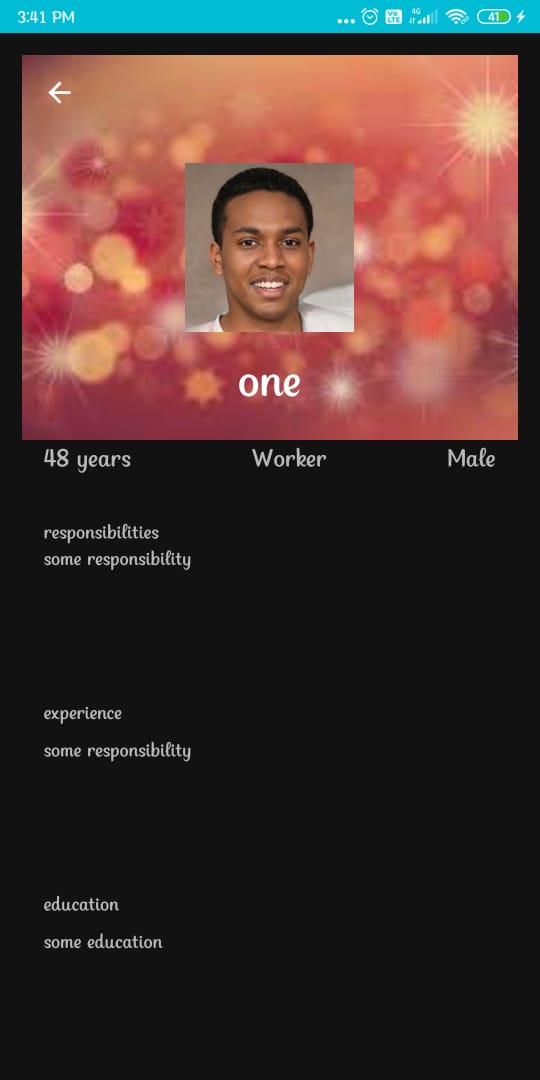 3:41 PM
4G
Vo LTE
41
one
48 years Worker Male
responsibilities
some responsibility
experience
some responsibility
education
some education